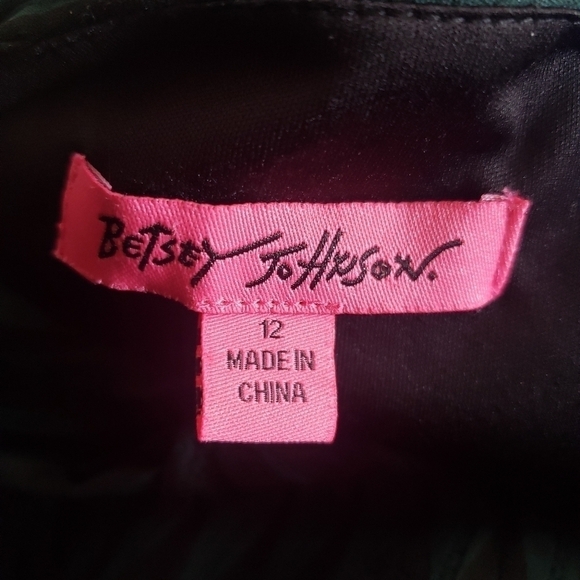 BETSEY JOHNSON.
12
MADE IN
CHINA